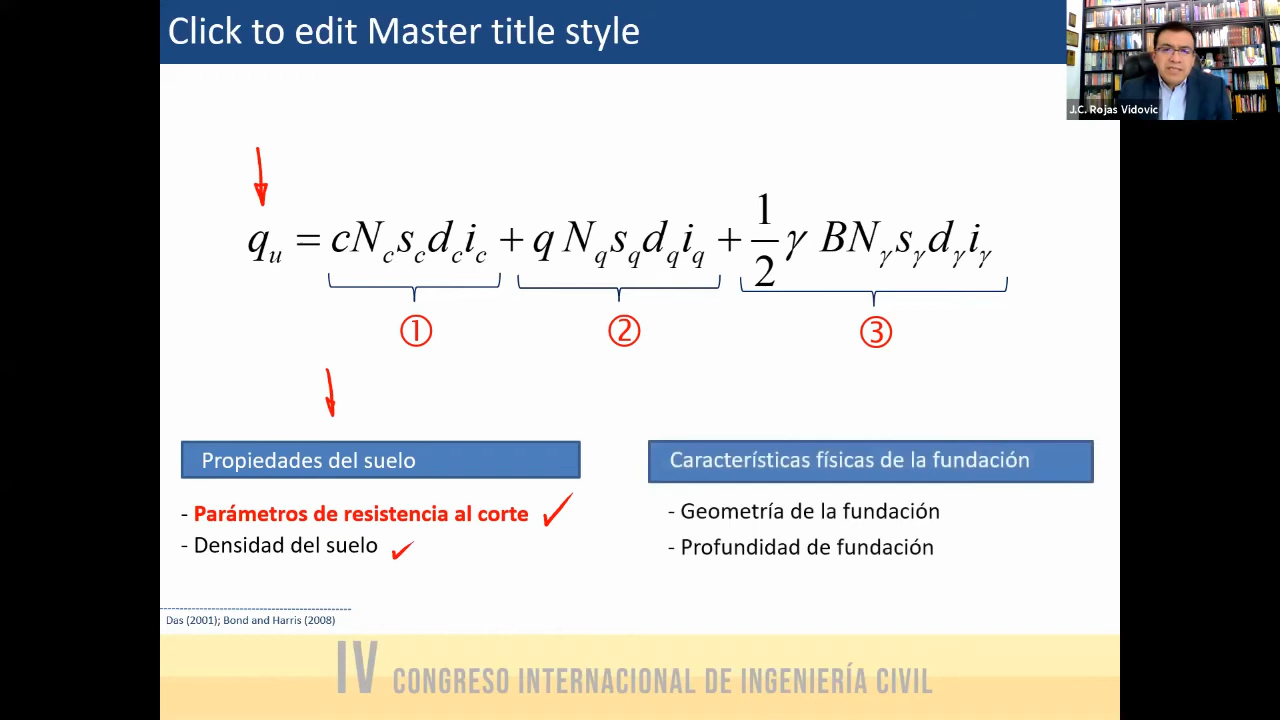 Click to edit Master title style
J.C. Rojas Vidovic
q_u = cN_c s_c d_c i_c + q N_q s_q d_q i_q + 1/2 γ BN_γ s_γ d_γ i_γ
① ② ③
Propiedades del suelo
- Parámetros de resistencia al corte
- Densidad del suelo
Características físicas de la fundación
- Geometría de la fundación
- Profundidad de fundación
Das (2001); Bond and Harris (2008)
IV CONGRESO INTERNACIONAL DE INGENIERÍA CIVIL